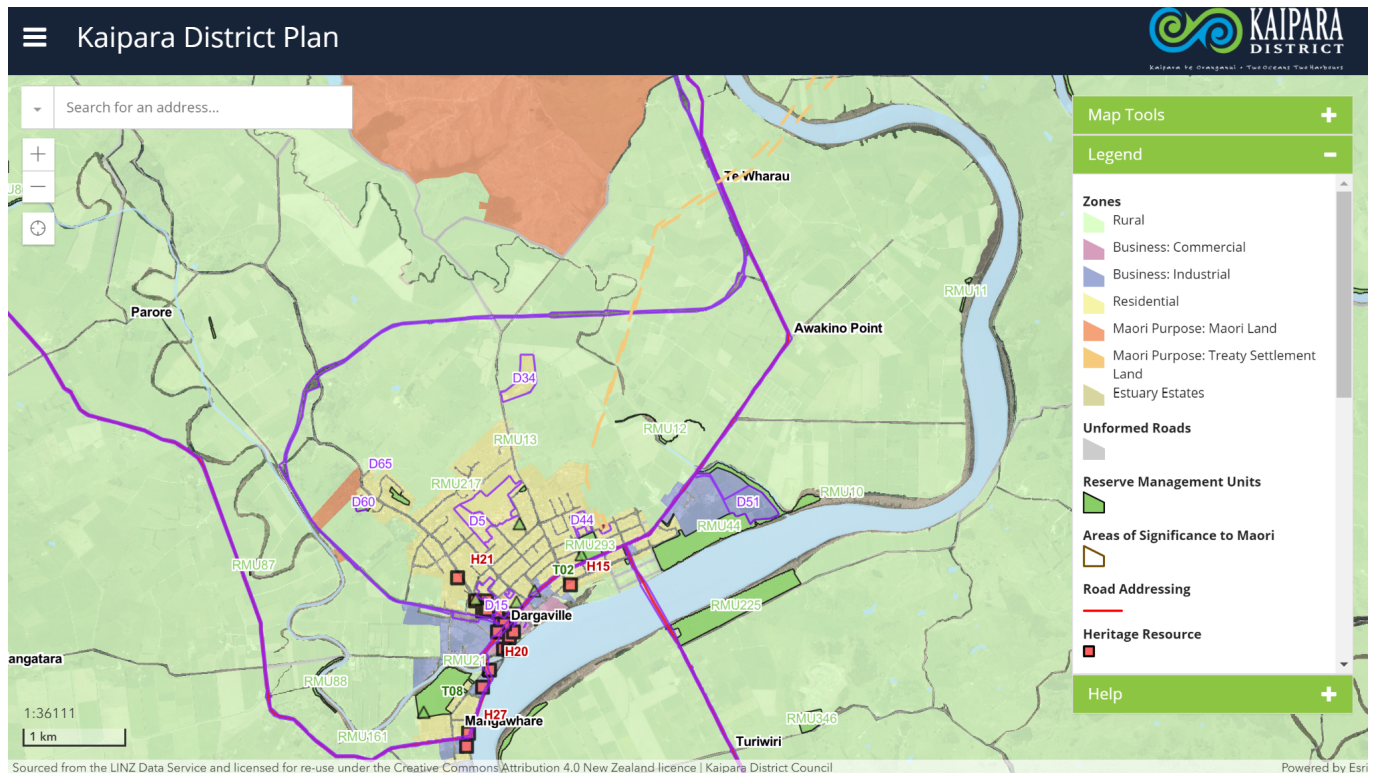 Kaipara District Plan
KAIPARA
DISTRICT
Kaipara te Oranganui • Two Oceans Two Harbours
Search for an address...
Map Tools
Legend
Zones
Rural
Business: Commercial
Business: Industrial
Residential
Maori Purpose: Maori Land
Maori Purpose: Treaty Settlement
Land
Estuary Estates
Unformed Roads
Reserve Management Units
Areas of Significance to Maori
Road Addressing
Heritage Resource
Help
Te Wharau
RMU11
Parore
Awakino Point
D34
RMU12
RMU13
D65
RMU217
D60
D51
RMU10
D5
D44
RMU44
RMU293
H21
T02
H15
RMU87
D15
Dargaville
RMU225
H20
angatara
RMU21
RMU88
T08
H27
Mangawhare
RMU346
RMU161
Turiwiri
1:36111
1 km
Sourced from the LINZ Data Service and licensed for re-use under the Creative Commons Attribution 4.0 New Zealand licence | Kaipara District Council
Powered by Esri